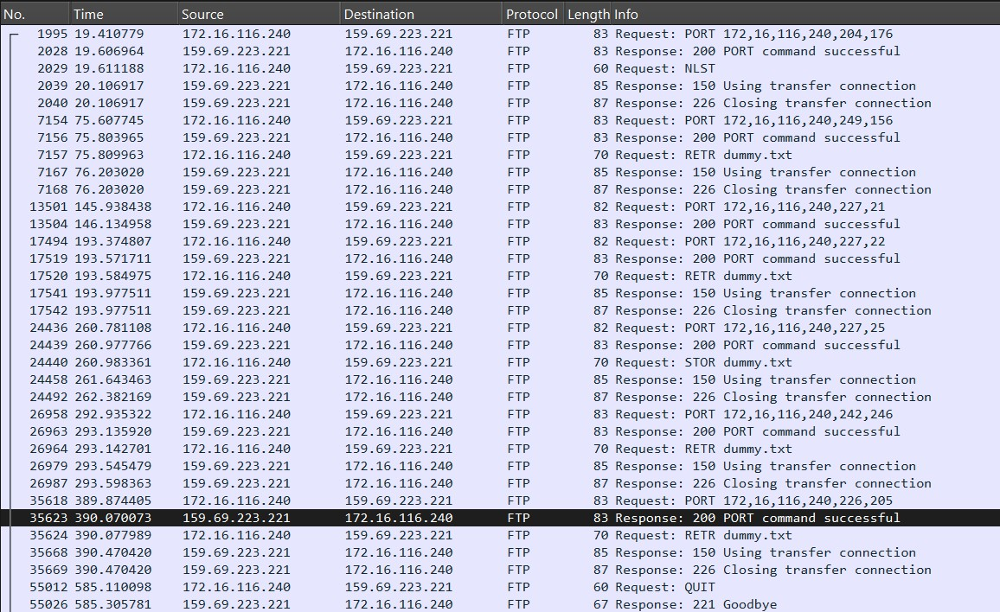 No. Time Source Destination Protocol Length Info
1995 19.410779 172.16.116.240 159.69.223.221 FTP 83 Request: PORT 172,16,116,240,204,176
2028 19.606964 159.69.223.221 172.16.116.240 FTP 83 Response: 200 PORT command successful
2029 19.611188 172.16.116.240 159.69.223.221 FTP 60 Request: NLST
2039 20.106917 159.69.223.221 172.16.116.240 FTP 85 Response: 150 Using transfer connection
2040 20.106917 159.69.223.221 172.16.116.240 FTP 87 Response: 226 Closing transfer connection
7154 75.607745 172.16.116.240 159.69.223.221 FTP 83 Request: PORT 172,16,116,240,249,156
7156 75.803965 159.69.223.221 172.16.116.240 FTP 83 Response: 200 PORT command successful
7157 75.809963 172.16.116.240 159.69.223.221 FTP 70 Request: RETR dummy.txt
7167 76.203020 159.69.223.221 172.16.116.240 FTP 85 Response: 150 Using transfer connection
7168 76.203020 159.69.223.221 172.16.116.240 FTP 87 Response: 226 Closing transfer connection
13501 145.938438 172.16.116.240 159.69.223.221 FTP 82 Request: PORT 172,16,116,240,227,21
13504 146.134958 159.69.223.221 172.16.116.240 FTP 83 Response: 200 PORT command successful
17494 193.374807 172.16.116.240 159.69.223.221 FTP 82 Request: PORT 172,16,116,240,227,22
17519 193.571711 159.69.223.221 172.16.116.240 FTP 83 Response: 200 PORT command successful
17520 193.584975 172.16.116.240 159.69.223.221 FTP 70 Request: RETR dummy.txt
17541 193.977511 159.69.223.221 172.16.116.240 FTP 85 Response: 150 Using transfer connection
17542 193.977511 159.69.223.221 172.16.116.240 FTP 87 Response: 226 Closing transfer connection
24436 260.781108 172.16.116.240 159.69.223.221 FTP 82 Request: PORT 172,16,116,240,227,25
24439 260.977766 159.69.223.221 172.16.116.240 FTP 83 Response: 200 PORT command successful
24440 260.983361 172.16.116.240 159.69.223.221 FTP 70 Request: STOR dummy.txt
24458 261.643463 159.69.223.221 172.16.116.240 FTP 85 Response: 150 Using transfer connection
24492 262.382169 159.69.223.221 172.16.116.240 FTP 87 Response: 226 Closing transfer connection
26958 292.935322 172.16.116.240 159.69.223.221 FTP 83 Request: PORT 172,16,116,240,242,246
26963 293.135920 159.69.223.221 172.16.116.240 FTP 83 Response: 200 PORT command successful
26964 293.142701 172.16.116.240 159.69.223.221 FTP 70 Request: RETR dummy.txt
26979 293.545479 159.69.223.221 172.16.116.240 FTP 85 Response: 150 Using transfer connection
26987 293.598363 159.69.223.221 172.16.116.240 FTP 87 Response: 226 Closing transfer connection
35618 389.874405 172.16.116.240 159.69.223.221 FTP 83 Request: PORT 172,16,116,240,226,205
35623 390.070073 159.69.223.221 172.16.116.240 FTP 83 Response: 200 PORT command successful
35624 390.077989 172.16.116.240 159.69.223.221 FTP 70 Request: RETR dummy.txt
35668 390.470420 159.69.223.221 172.16.116.240 FTP 85 Response: 150 Using transfer connection
35669 390.470420 159.69.223.221 172.16.116.240 FTP 87 Response: 226 Closing transfer connection
55012 585.110098 172.16.116.240 159.69.223.221 FTP 60 Request: QUIT
55026 585.305781 159.69.223.221 172.16.116.240 FTP 67 Response: 221 Goodbye